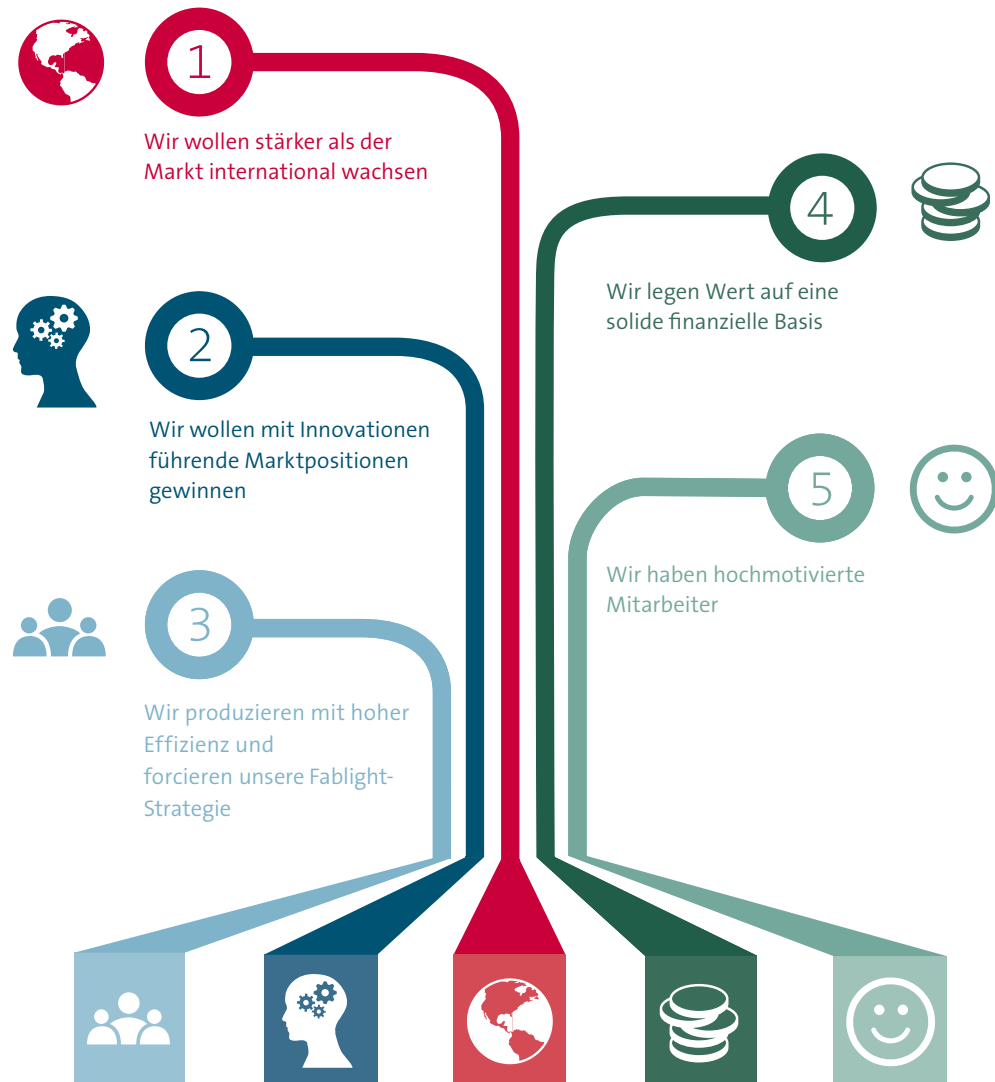 1
Wir wollen stärker als der
Markt international wachsen
2
Wir wollen mit Innovationen
führende Marktpositionen
gewinnen
3
Wir produzieren mit hoher
Effizienz und
forcieren unsere Fablight-
Strategie
4
Wir legen Wert auf eine
solide finanzielle Basis
5
Wir haben hochmotivierte
Mitarbeiter